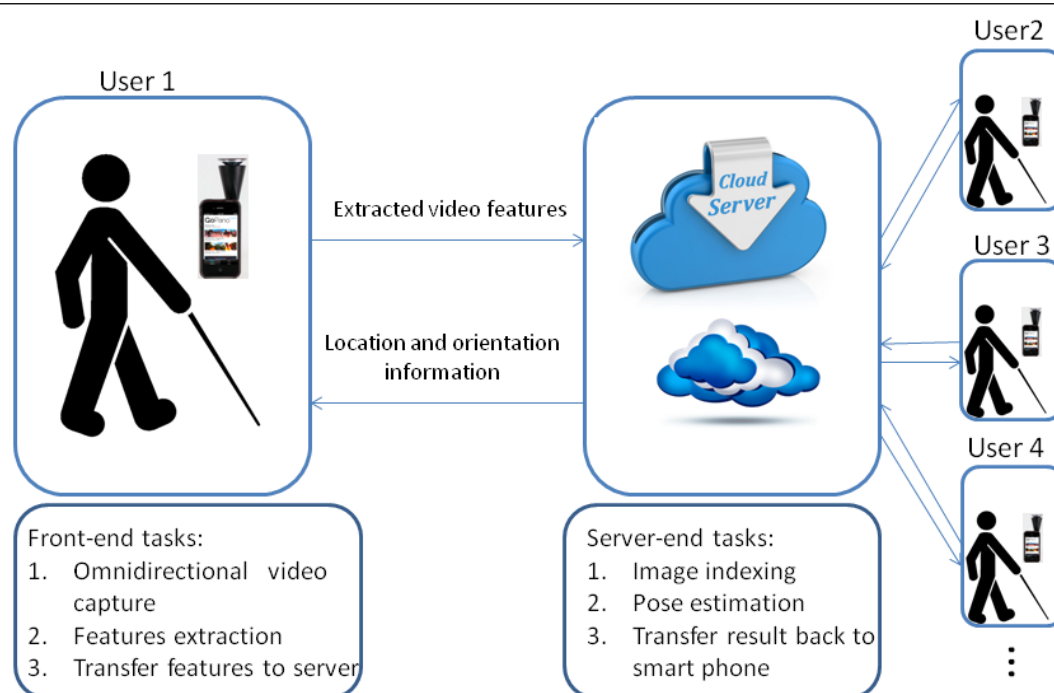 User2
User 1
GoPano
Cloud
Server
Extracted video features
User 3
Location and orientation
information
User 4
Front-end tasks:
1. Omnidirectional video
capture
2. Features extraction
3. Transfer features to server
Server-end tasks:
1. Image indexing
2. Pose estimation
3. Transfer result back to
smart phone